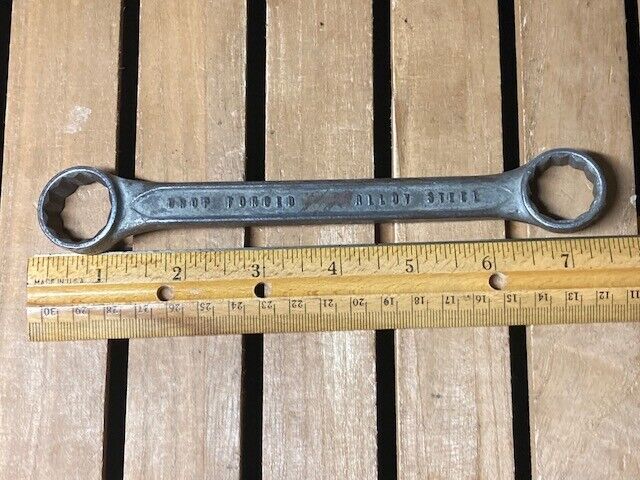 DROP FORGED ALLOY STEEL
1 2 3 4 5 6 7
MADE IN U.S.A.
30 29 28 27 26 25 24 23 22 21 20 19 18 17 16 15 14 13 12 11